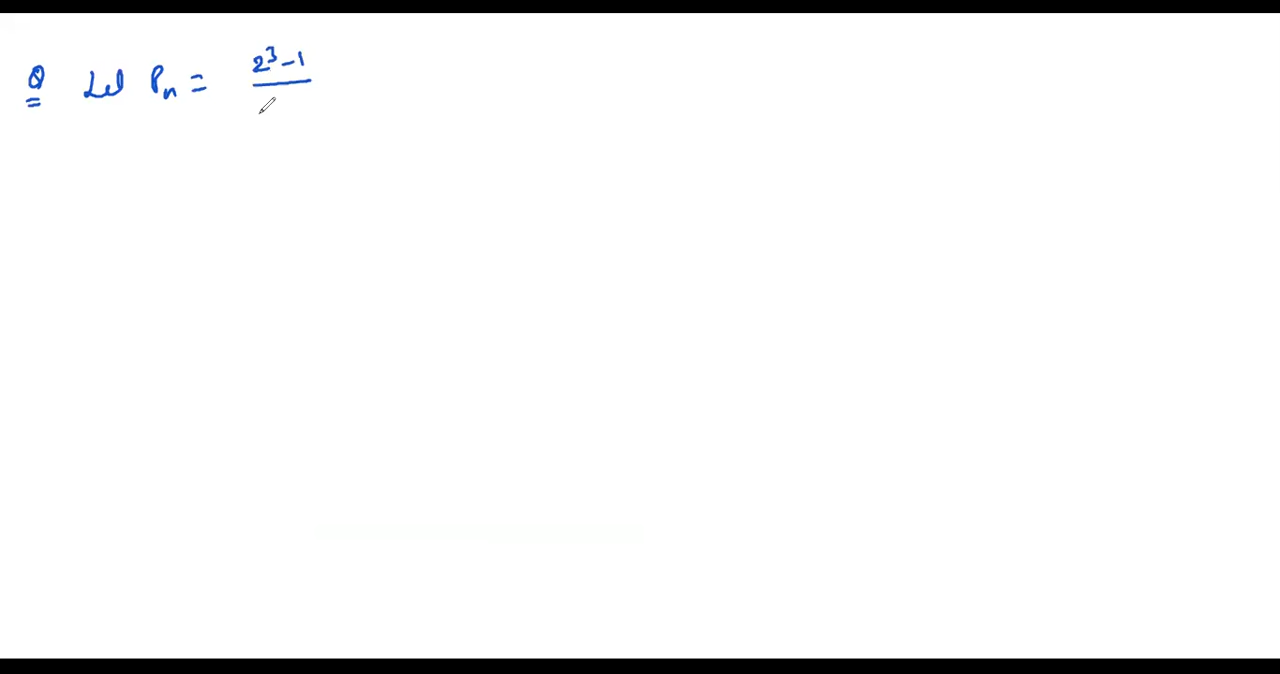 Q Let Pn = 2³-1